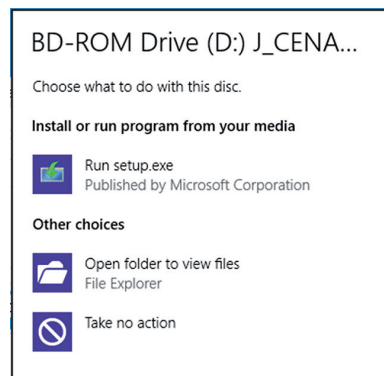 BD-ROM Drive (D:) J_CENA...
Choose what to do with this disc.
Install or run program from your media
Run setup.exe
Published by Microsoft Corporation
Other choices
Open folder to view files
File Explorer
Take no action